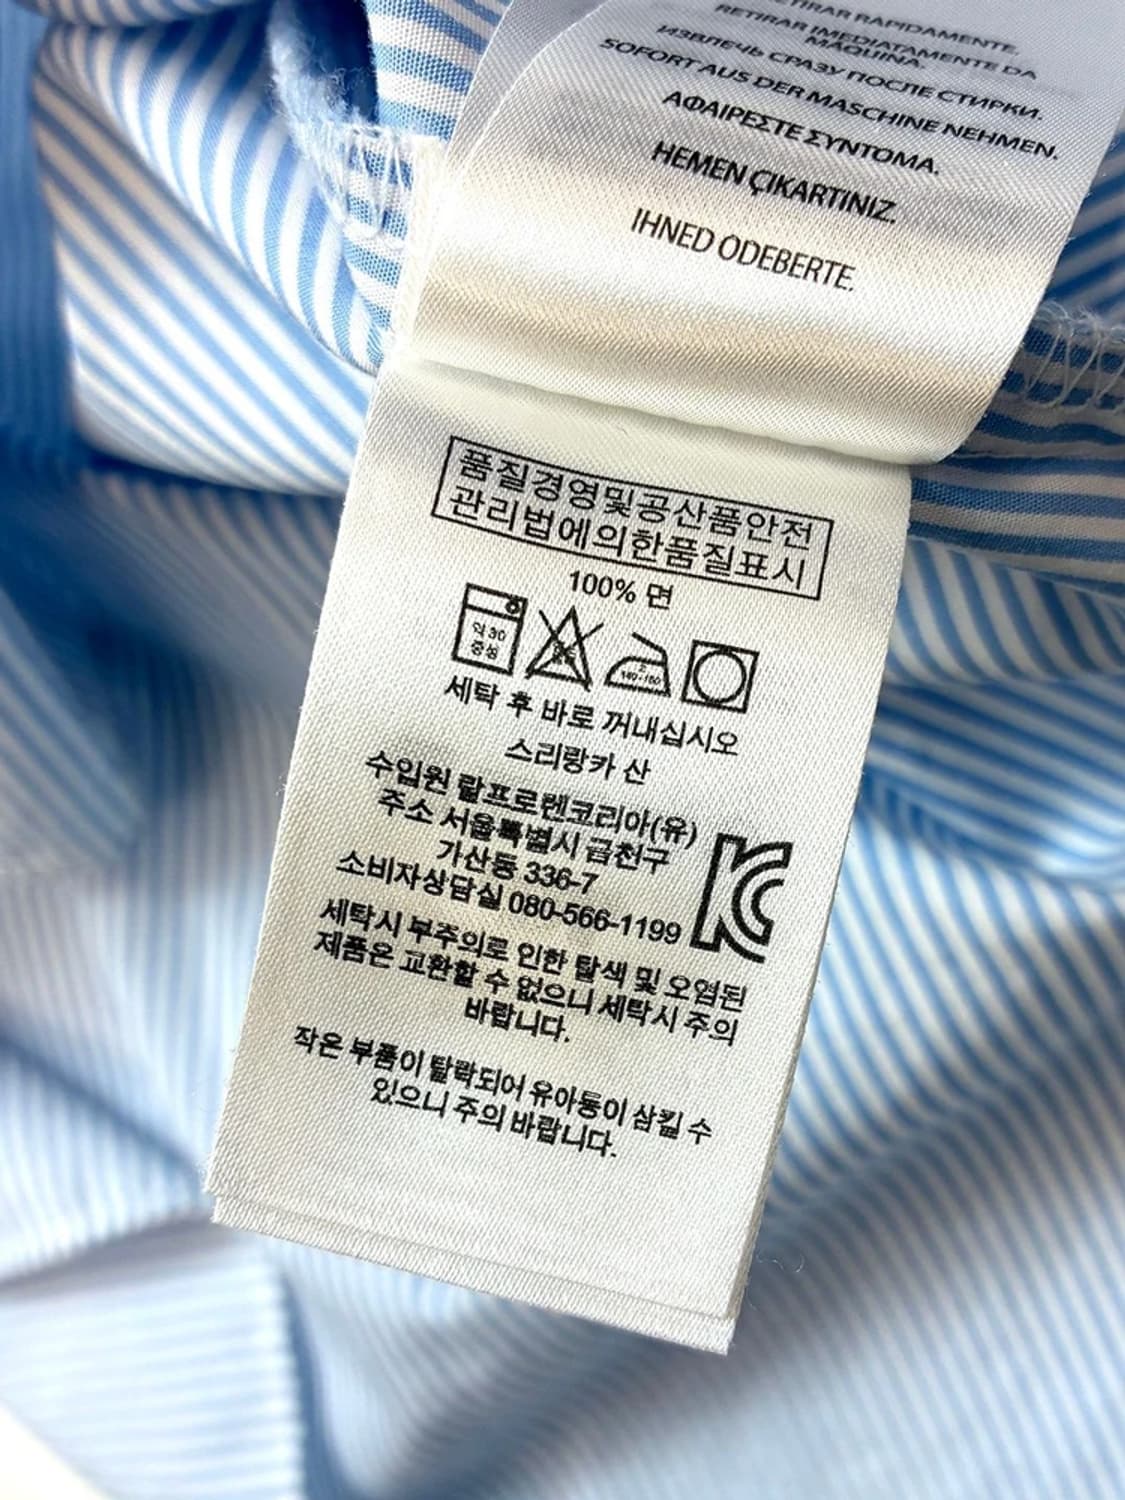 RETIRAR RAPIDAMENTE.
RETIRAR IMEDIATAMENTE DA
MÁQUINA.
ИЗВЛЕЧЬ СРАЗУ ПОСЛЕ СТИРКИ.
SOFORT AUS DER MASCHINE NEHMEN.
ΑΦΑΙΡΕΣΤΕ ΣΥΝΤΟΜΑ.
HEMEN ÇIKARTINIZ.
IHNED ODEBERTE.
품질경영및공산품안전
관리법에의한품질표시
100% 면
약 30
중성
세탁 후 바로 꺼내십시오
스리랑카 산
수입원 랄프로렌코리아(유)
주소 서울특별시 금천구
가산동 336-7
소비자상담실 080-566-1199
세탁시 부주의로 인한 탈색 및 오염된
제품은 교환할 수 없으니 세탁시 주의
바랍니다.
작은 부품이 탈락되어 유아동이 삼킬 수
있으니 주의 바랍니다.